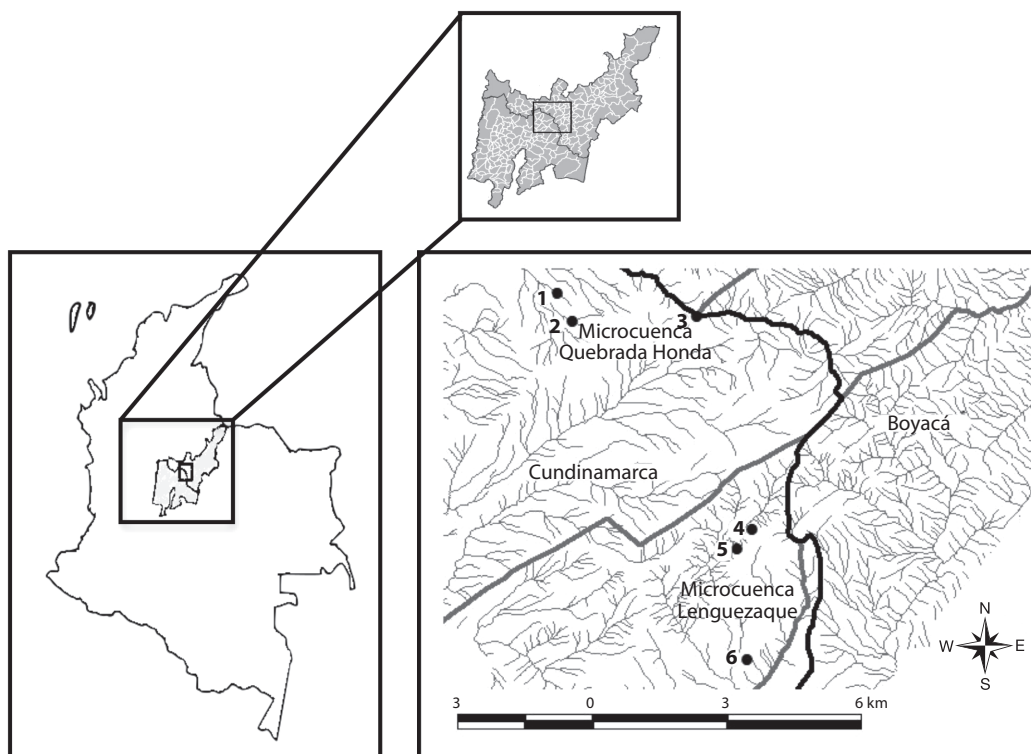 1
2
Microcuenca
Quebrada Honda
3
Boyacá
Cundinamarca
4
5
Microcuenca
Lenguezaque
6
N
W E
S
3 0 3 6 km